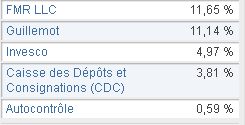 FMR LLC 11,65 %
Guillemot 11,14 %
Invesco 4,97 %
Caisse des Dépôts et 3,81 %
Consignations (CDC)
Autocontrôle 0,59 %